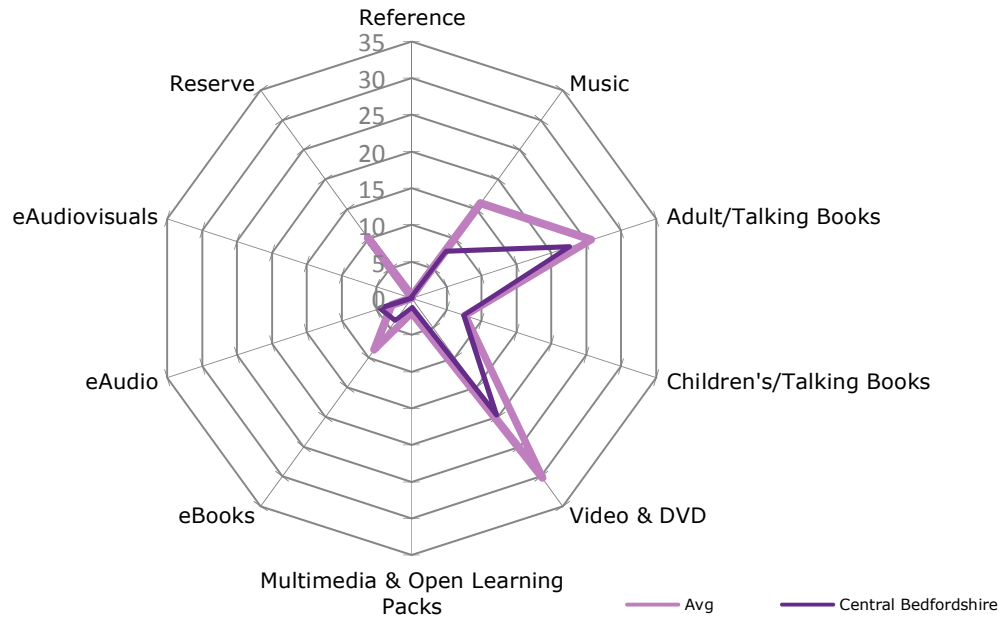 Reference
35
30
25
20
15
10
5
0
Reserve
Music
eAudiovisuals
Adult/Talking Books
eAudio
Children's/Talking Books
eBooks
Video & DVD
Multimedia & Open Learning
Packs
Avg
Central Bedfordshire